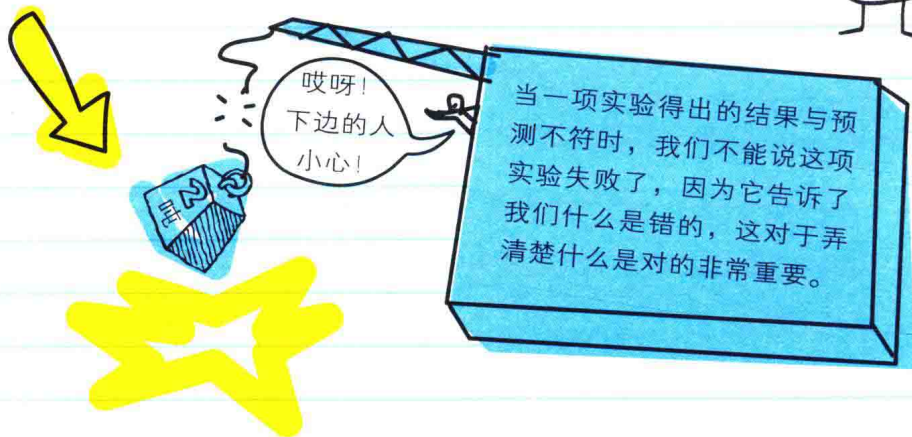 哎呀！
下边的人
小心！
当一项实验得出的结果与预
测不符时，我们不能说这项
实验失败了，因为它告诉了
我们什么是错的，这对于弄
清楚什么是对的非常重要。
2
吨